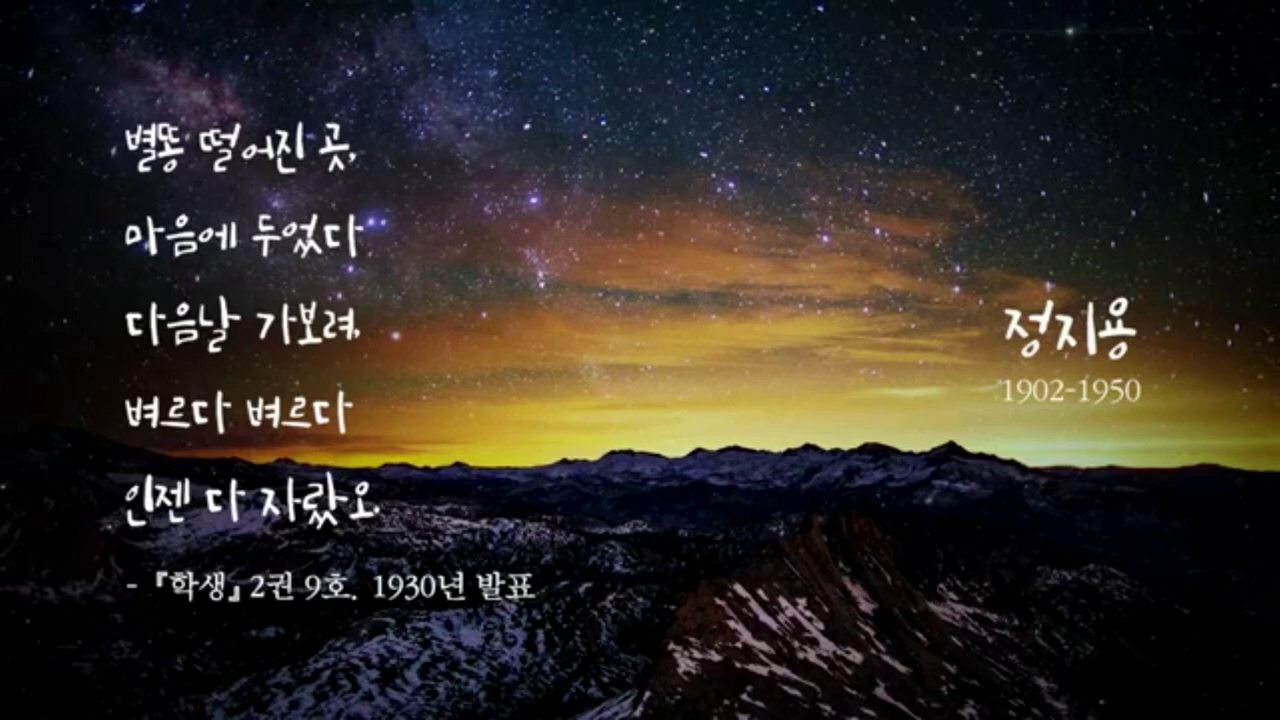 별똥 떨어진 곳,
마음에 두었다
다음날 가보려,
벼르다 벼르다
인젠 다 자랐오.
- 『학생』 2권 9호. 1930년 발표
정지용
1902-1950